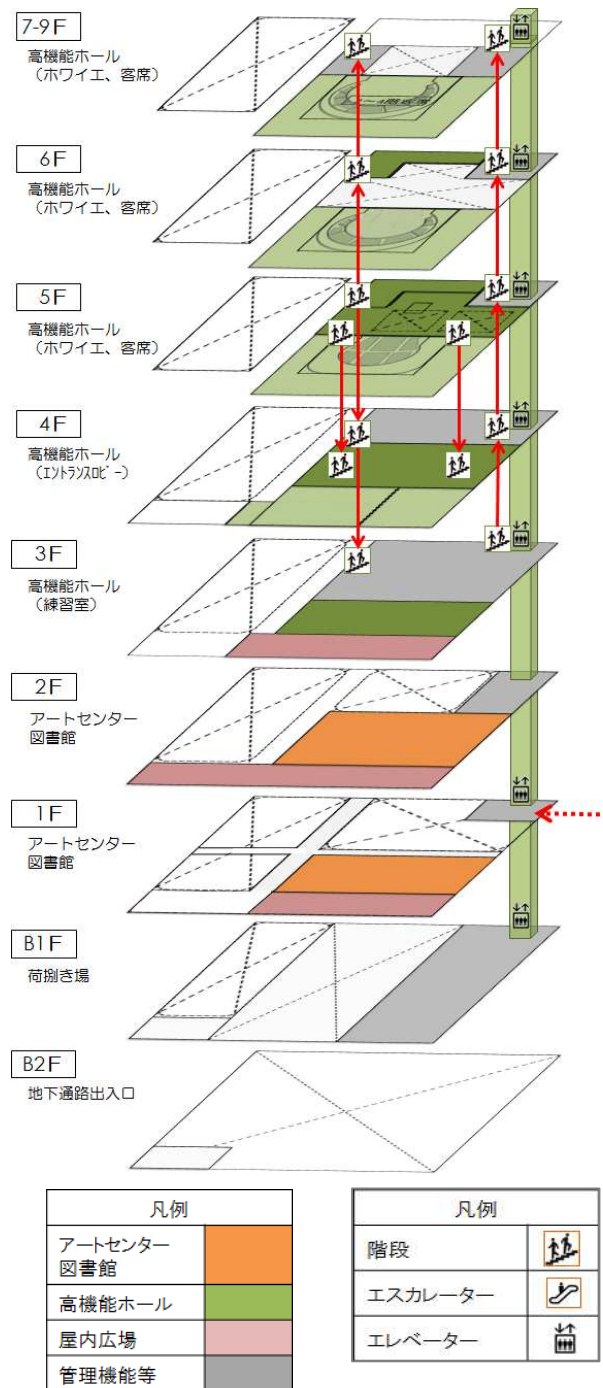 7-9F
高機能ホール
（ホワイエ、客席）
6F
高機能ホール
（ホワイエ、客席）
5F
高機能ホール
（ホワイエ、客席）
4F
高機能ホール
（ｴﾝﾄﾗﾝｽﾛﾋﾞｰ）
3F
高機能ホール
（練習室）
2F
アートセンター
図書館
1F
アートセンター
図書館
B1F
荷捌き場
B2F
地下通路出入口
凡例
アートセンター
図書館
高機能ホール
屋内広場
管理機能等
凡例
階段
エスカレーター
エレベーター